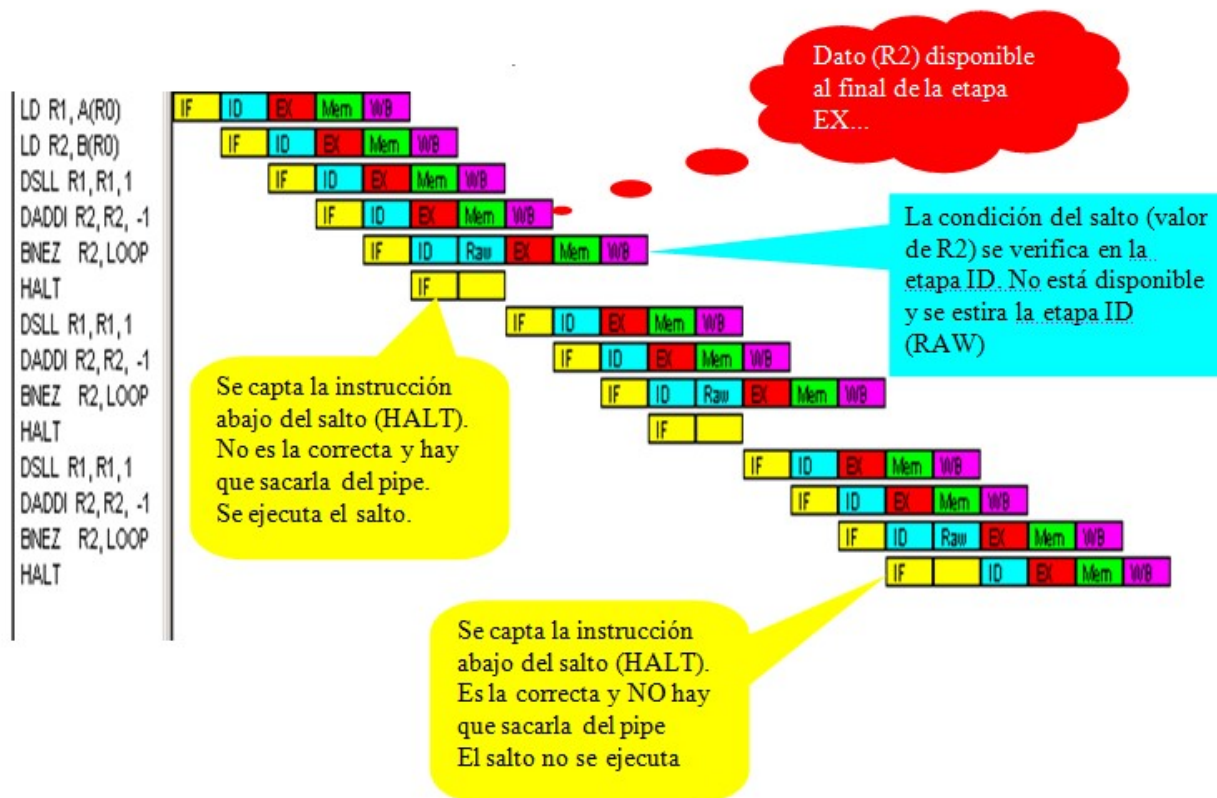 Dato (R2) disponible
al final de la etapa
EX...
LD R1, A(R0) IF ID EX Mem WB
LD R2, B(R0) IF ID EX Mem WB
DSLL R1, R1, 1 IF ID EX Mem WB
DADDI R2, R2, -1 IF ID EX Mem WB
BNEZ R2, LOOP IF ID Raw EX Mem WB
HALT IF
DSLL R1, R1, 1 IF ID EX Mem WB
DADDI R2, R2, -1 IF ID EX Mem WB
BNEZ R2, LOOP IF ID Raw EX Mem WB
HALT IF
DSLL R1, R1, 1 IF ID EX Mem WB
DADDI R2, R2, -1 IF ID EX Mem WB
BNEZ R2, LOOP IF ID Raw EX Mem WB
HALT IF ID EX Mem WB
La condición del salto (valor
de R2) se verifica en la
etapa ID. No está disponible
y se estira la etapa ID
(RAW)
Se capta la instrucción
abajo del salto (HALT).
No es la correcta y hay
que sacarla del pipe.
Se ejecuta el salto.
Se capta la instrucción
abajo del salto (HALT).
Es la correcta y NO hay
que sacarla del pipe
El salto no se ejecuta